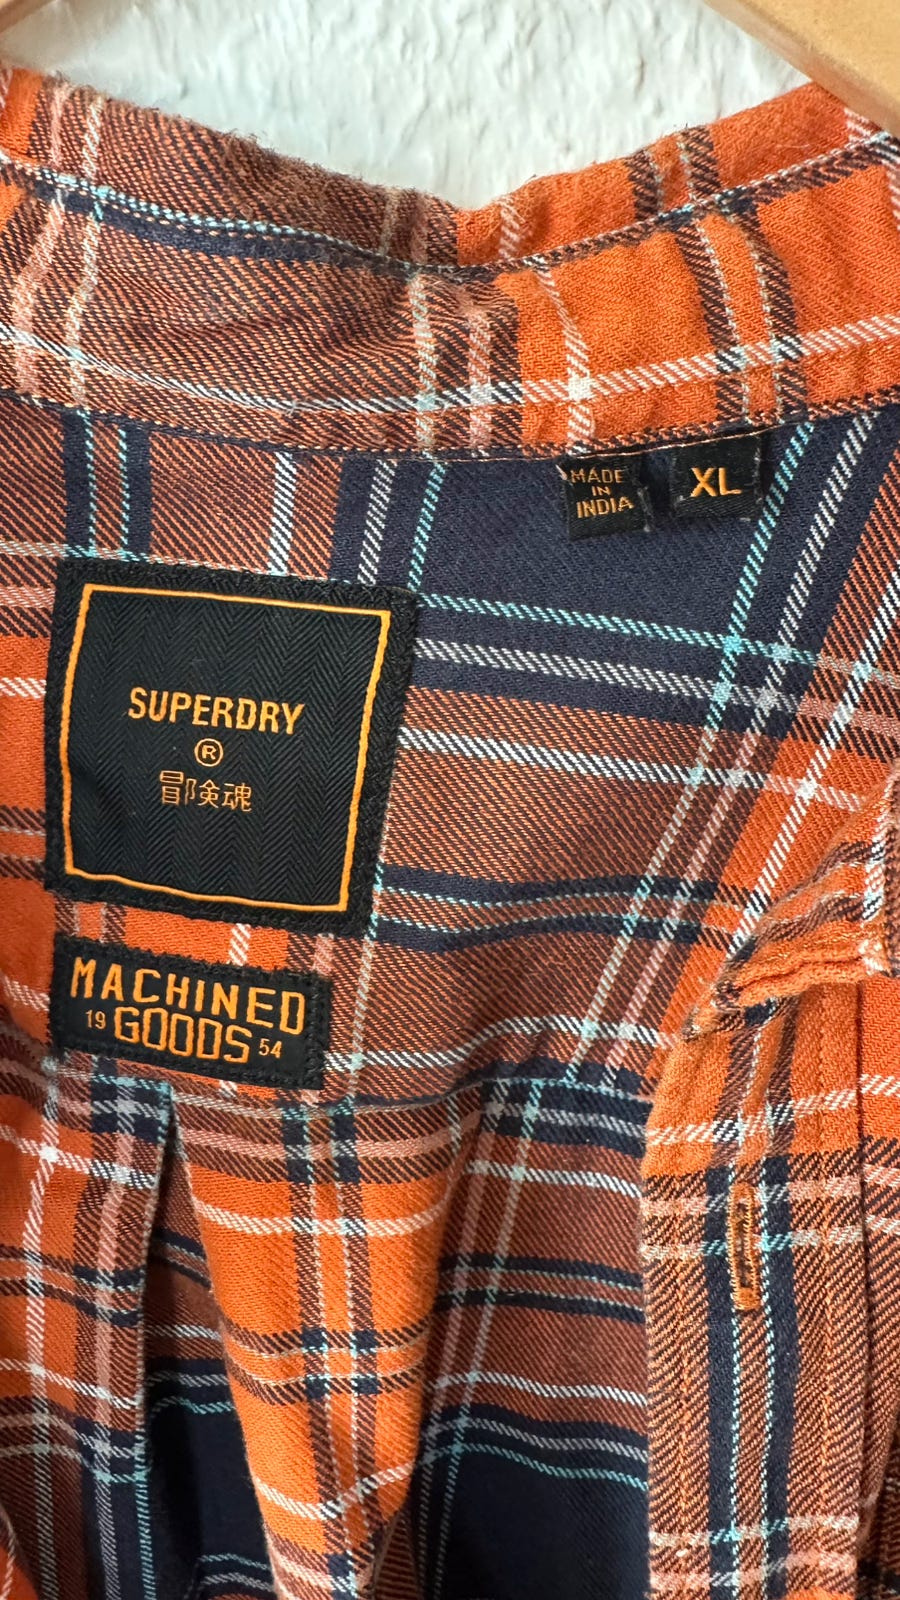 MADE
IN
INDIA
XL
SUPERDRY
®
冒険魂
MACHINED
19 GOODS 54